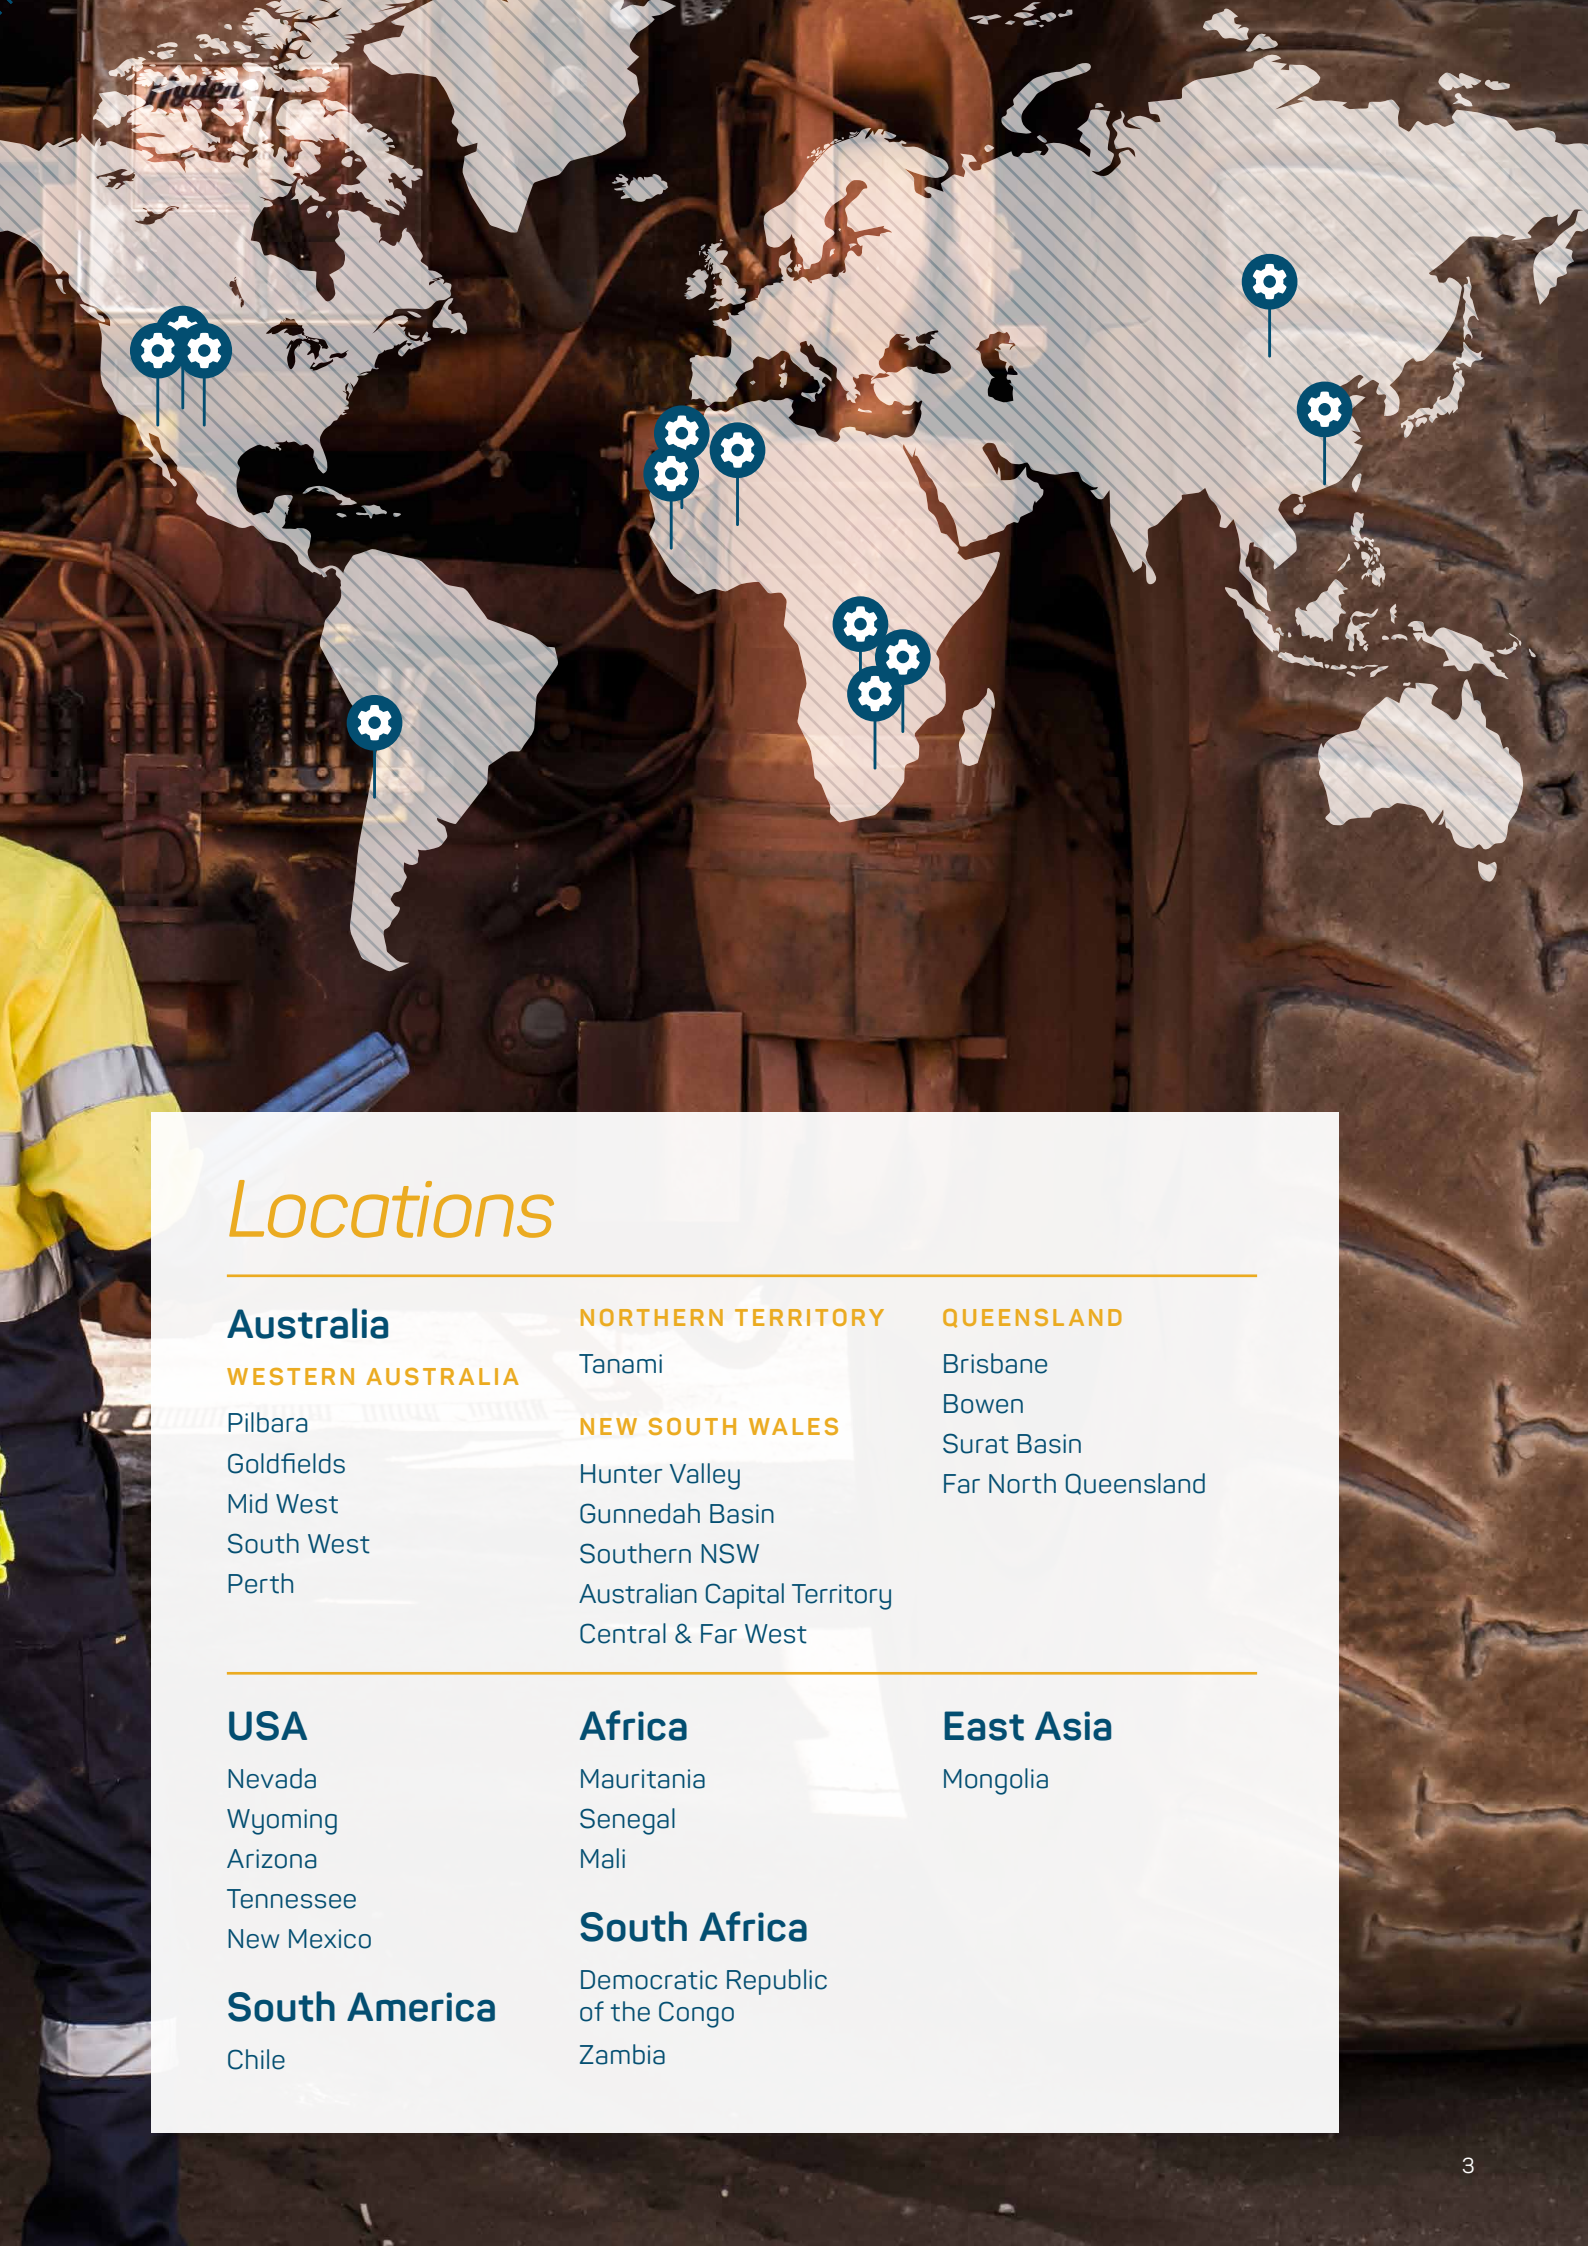 Hyden
Locations
Australia
WESTERN AUSTRALIA
Pilbara
Goldfields
Mid West
South West
Perth
NORTHERN TERRITORY
Tanami
NEW SOUTH WALES
Hunter Valley
Gunnedah Basin
Southern NSW
Australian Capital Territory
Central & Far West
QUEENSLAND
Brisbane
Bowen
Surat Basin
Far North Queensland
USA
Nevada
Wyoming
Arizona
Tennessee
New Mexico
South America
Chile
Africa
Mauritania
Senegal
Mali
South Africa
Democratic Republic
of the Congo
Zambia
East Asia
Mongolia
3